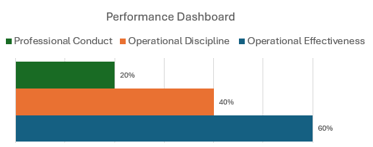 Performance Dashboard
Professional Conduct Operational Discipline Operational Effectiveness
20%
40%
60%